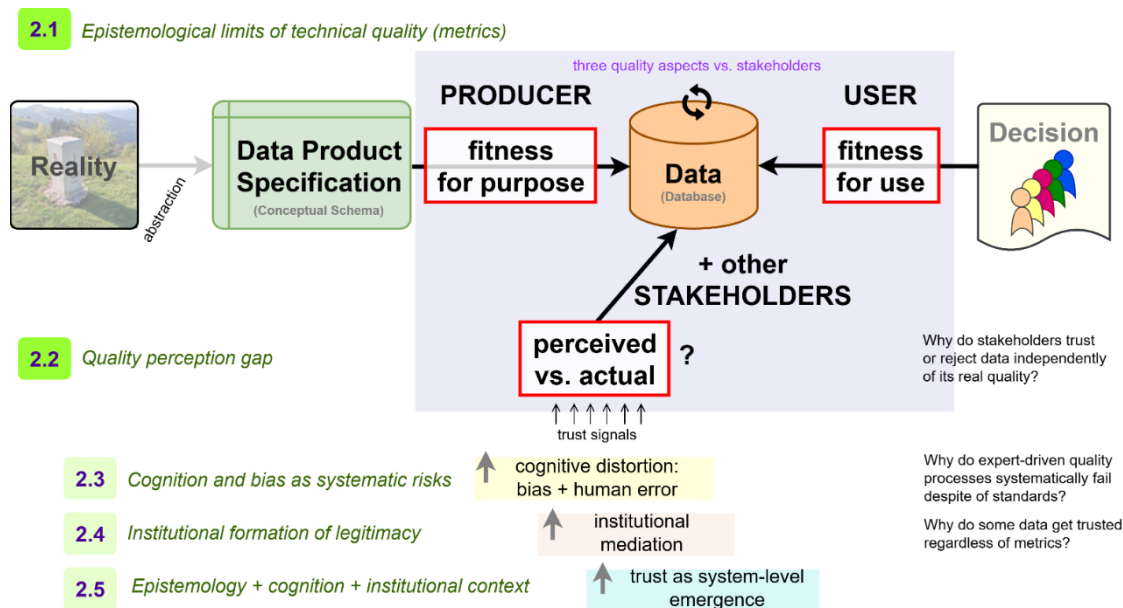 2.1 Epistemological limits of technical quality (metrics)
three quality aspects vs. stakeholders
PRODUCER
USER
Reality
abstraction
Data Product
Specification
(Conceptual Schema)
fitness
for purpose
Data
(Database)
fitness
for use
Decision
+ other
STAKEHOLDERS
2.2 Quality perception gap
perceived
vs. actual
?
Why do stakeholders trust
or reject data independently
of its real quality?
trust signals
2.3 Cognition and bias as systematic risks
cognitive distortion:
bias + human error
Why do expert-driven quality
processes systematically fail
despite of standards?
2.4 Institutional formation of legitimacy
institutional
mediation
Why do some data get trusted
regardless of metrics?
2.5 Epistemology + cognition + institutional context
trust as system-level
emergence